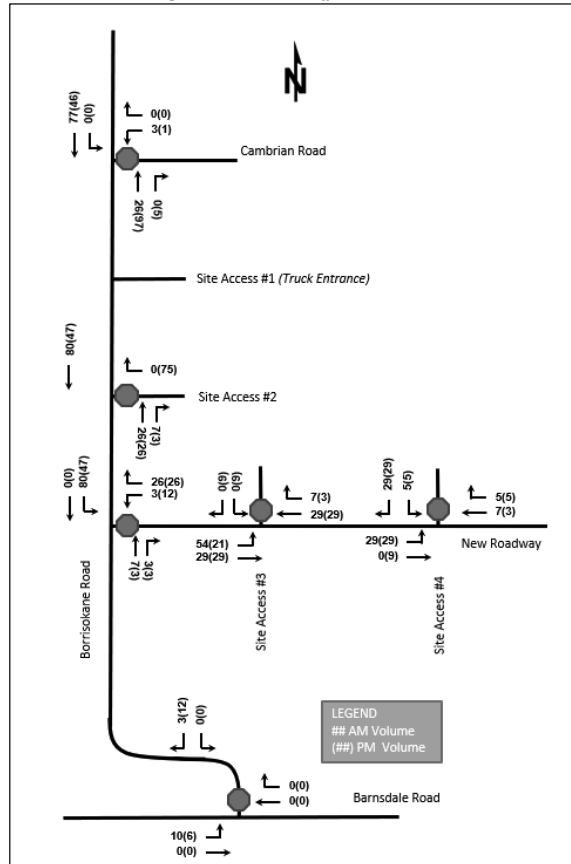 N
77(46)
0(0)
0(0)
3(1)
Cambrian Road
26(97)
0(5)
Site Access #1 (Truck Entrance)
80(47)
0(75)
Site Access #2
26(26)
7(3)
0(0)
80(47)
26(26)
3(12)
7(3)
3(3)
0(9)
0(9)
7(3)
29(29)
54(21)
29(29)
29(29)
5(5)
5(5)
7(3)
29(29)
0(9)
New Roadway
Borrisokane Road
Site Access #3
Site Access #4
3(12)
0(0)
LEGEND
## AM Volume
(##) PM Volume
0(0)
0(0)
Barnsdale Road
10(6)
0(0)